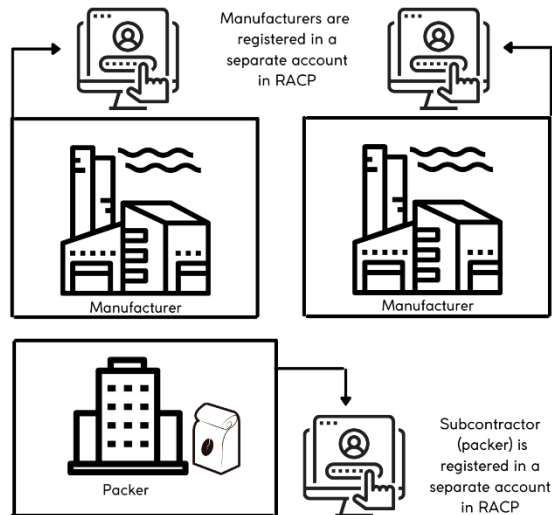 Manufacturers are
registered in a
separate account
in RACP
Manufacturer
Manufacturer
Packer
Subcontractor
(packer) is
registered in a
separate account
in RACP